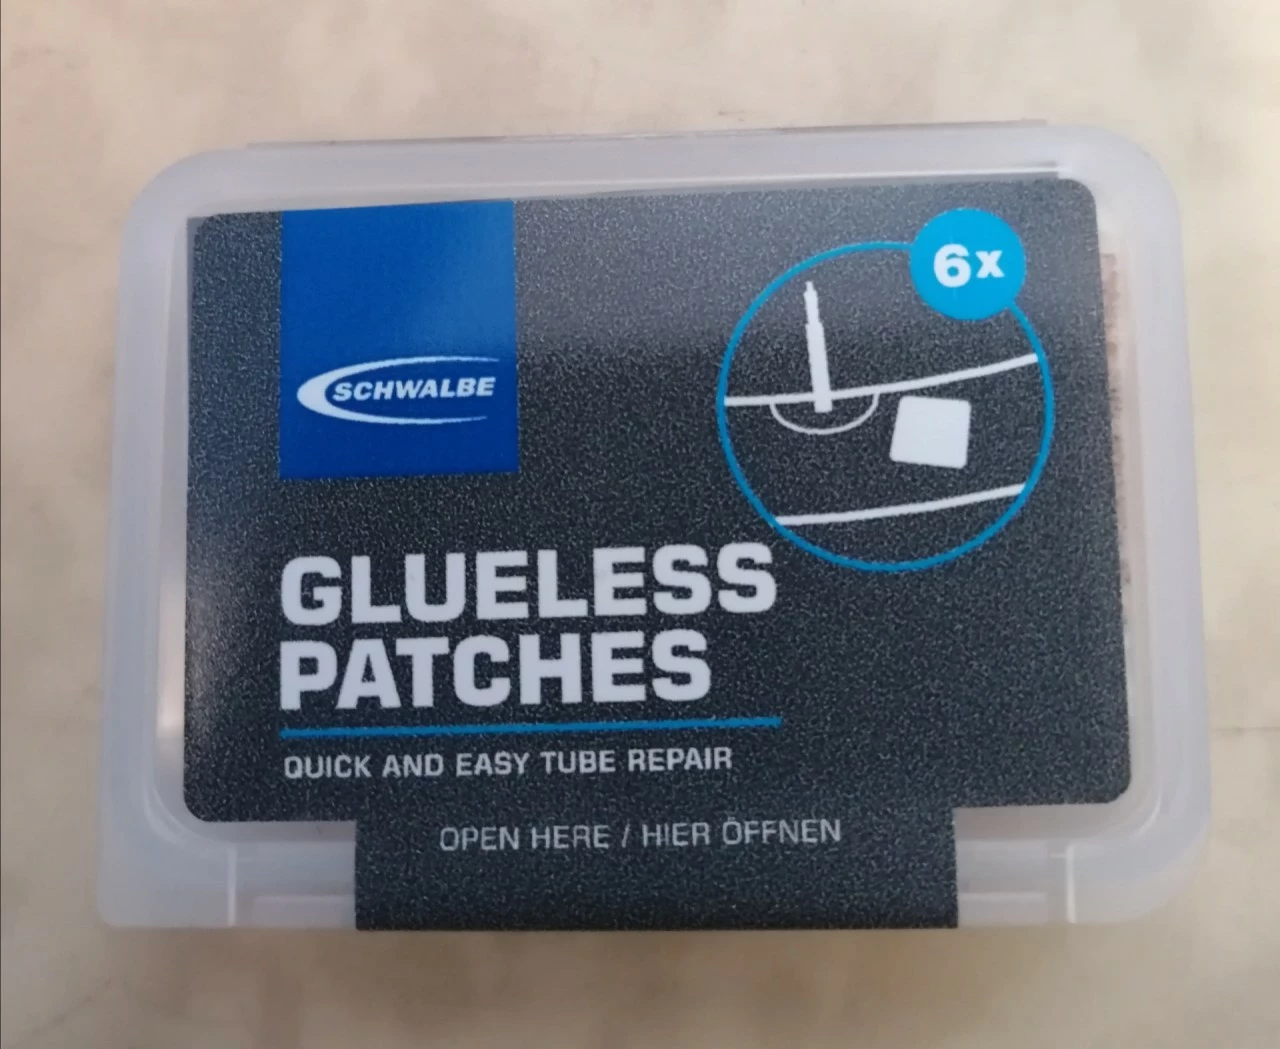 6x
SCHWALBE
GLUELESS
PATCHES
QUICK AND EASY TUBE REPAIR
OPEN HERE / HIER ÖFFNEN